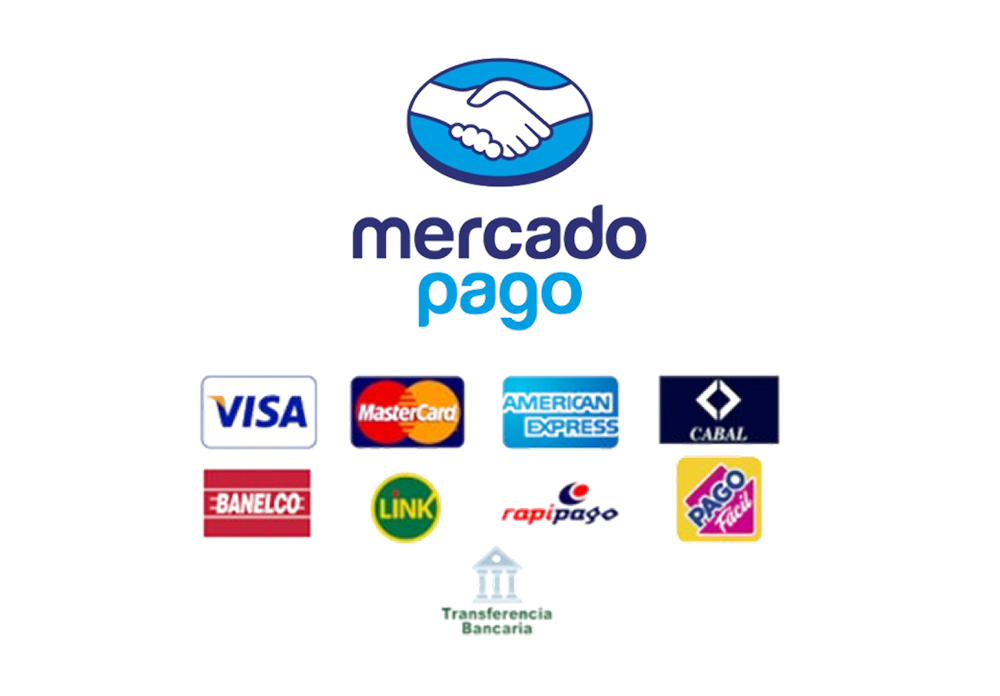 mercado
pago
VISA
MasterCard
AMERICAN
EXPRESS
CABAL
BANELCO
LINK
rapipago
PAGO
Fácil
Transferencia
Bancaria